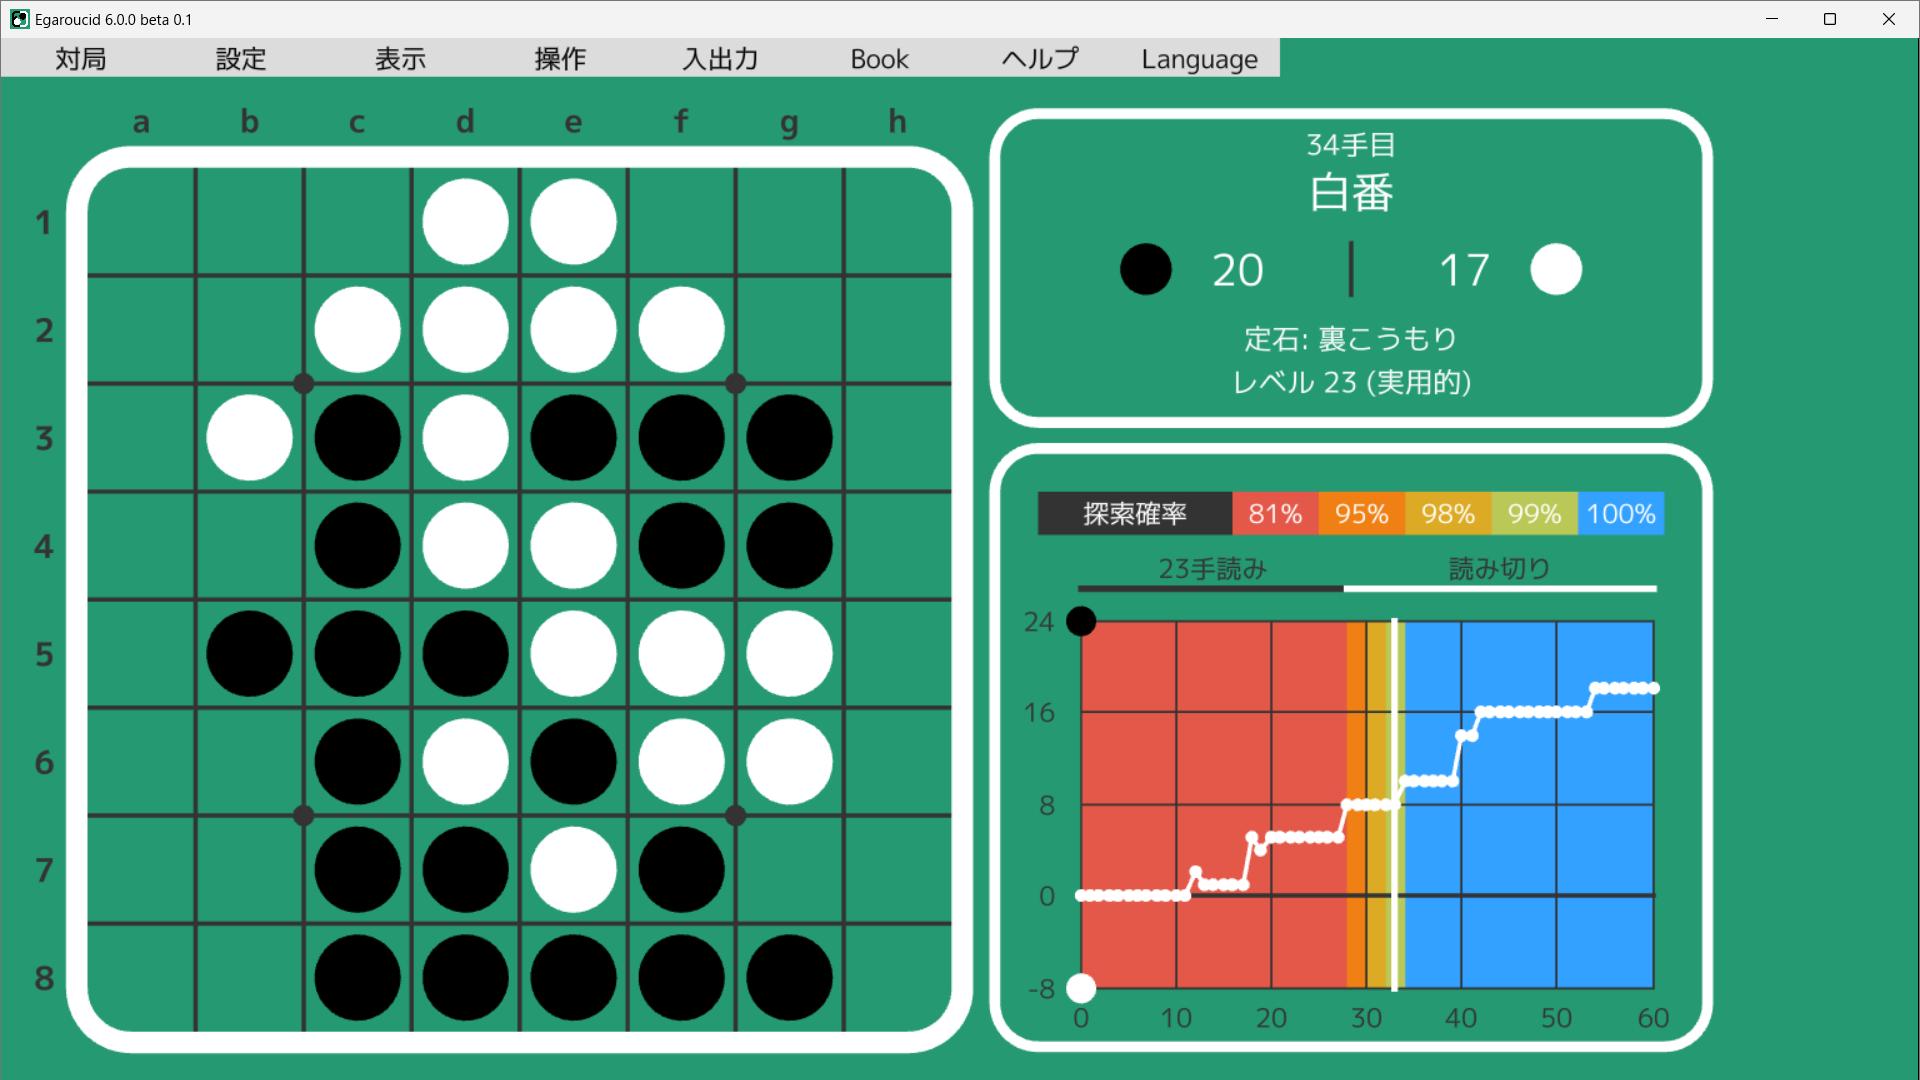 Egaroucid 6.0.0 beta 0.1
対局 設定 表示 操作 入出力 Book ヘルプ Language
a b c d e f g h
1
2
3
4
5
6
7
8
34手目
白番
20 | 17
定石: 裏こうもり
レベル 23 (実用的)
探索確率 81% 95% 98% 99% 100%
23手読み 読み切り
24
16
8
0
-8
0 10 20 30 40 50 60